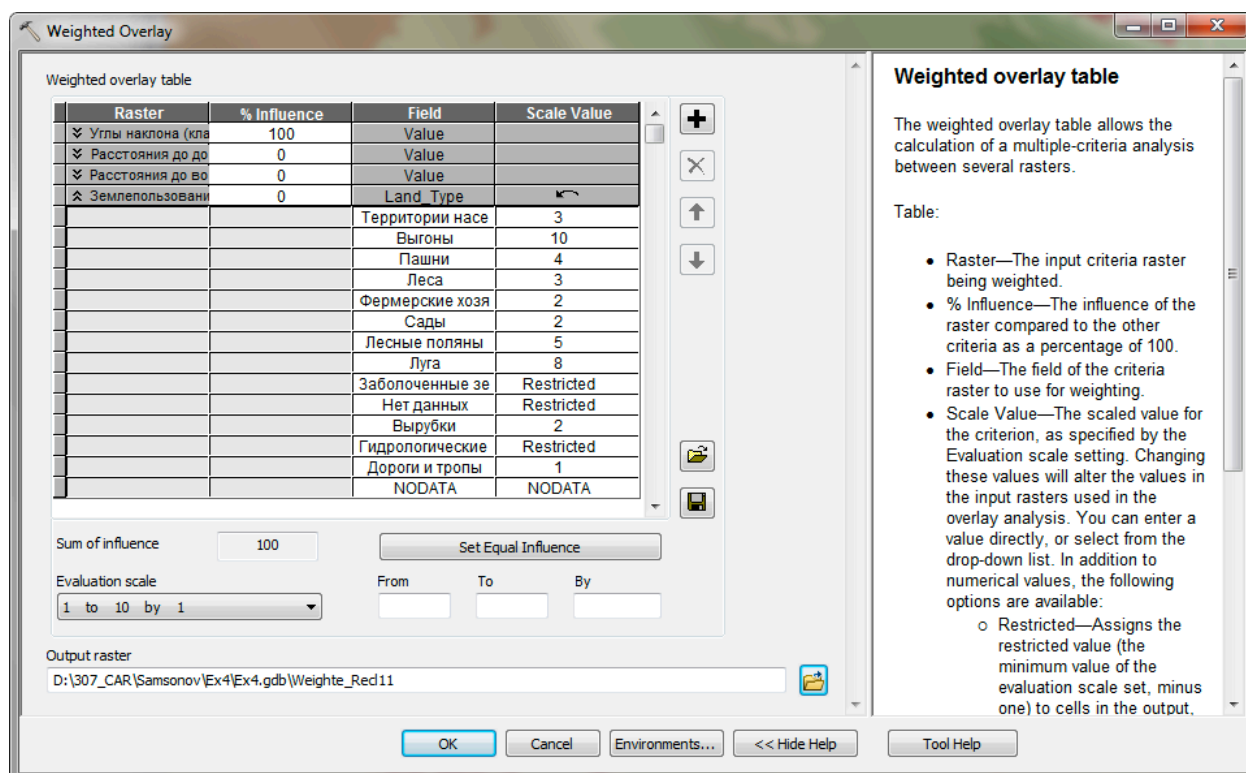 Weighted Overlay
Weighted overlay table
Raster % Influence Field Scale Value
Углы наклона (кла 100 Value
Расстояния до до 0 Value
Расстояния до во 0 Value
Землепользовани 0 Land_Type
Территории насе 3
Выгоны 10
Пашни 4
Леса 3
Фермерские хозя 2
Сады 2
Лесные поляны 5
Луга 8
Заболоченные зе Restricted
Нет данных Restricted
Вырубки 2
Гидрологические Restricted
Дороги и тропы 1
NODATA NODATA
Sum of influence 100 Set Equal Influence
Evaluation scale From To By
1 to 10 by 1
Output raster
D:\307_CAR\Samsonov\Ex4\Ex4.gdb\Weighte_Recl11
OK Cancel Environments... << Hide Help Tool Help
Weighted overlay table
The weighted overlay table allows the
calculation of a multiple-criteria analysis
between several rasters.
Table:
• Raster—The input criteria raster
being weighted.
• % Influence—The influence of the
raster compared to the other
criteria as a percentage of 100.
• Field—The field of the criteria
raster to use for weighting.
• Scale Value—The scaled value for
the criterion, as specified by the
Evaluation scale setting. Changing
these values will alter the values in
the input rasters used in the
overlay analysis. You can enter a
value directly, or select from the
drop-down list. In addition to
numerical values, the following
options are available:
o Restricted—Assigns the
restricted value (the
minimum value of the
evaluation scale set, minus
one) to cells in the output,